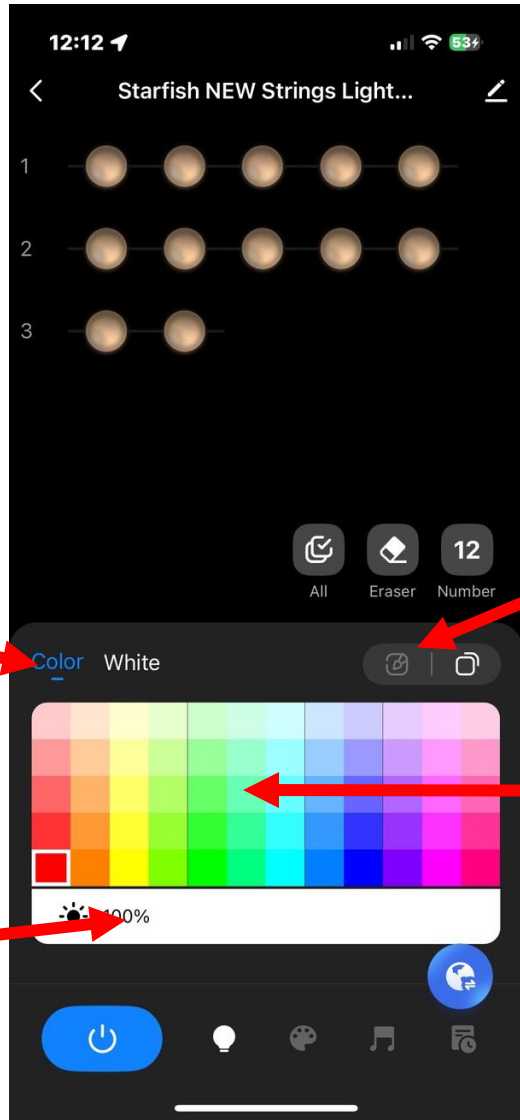 12:12
53
Starfish NEW Strings Light...
1
2
3
12
All Eraser Number
Color White
100%